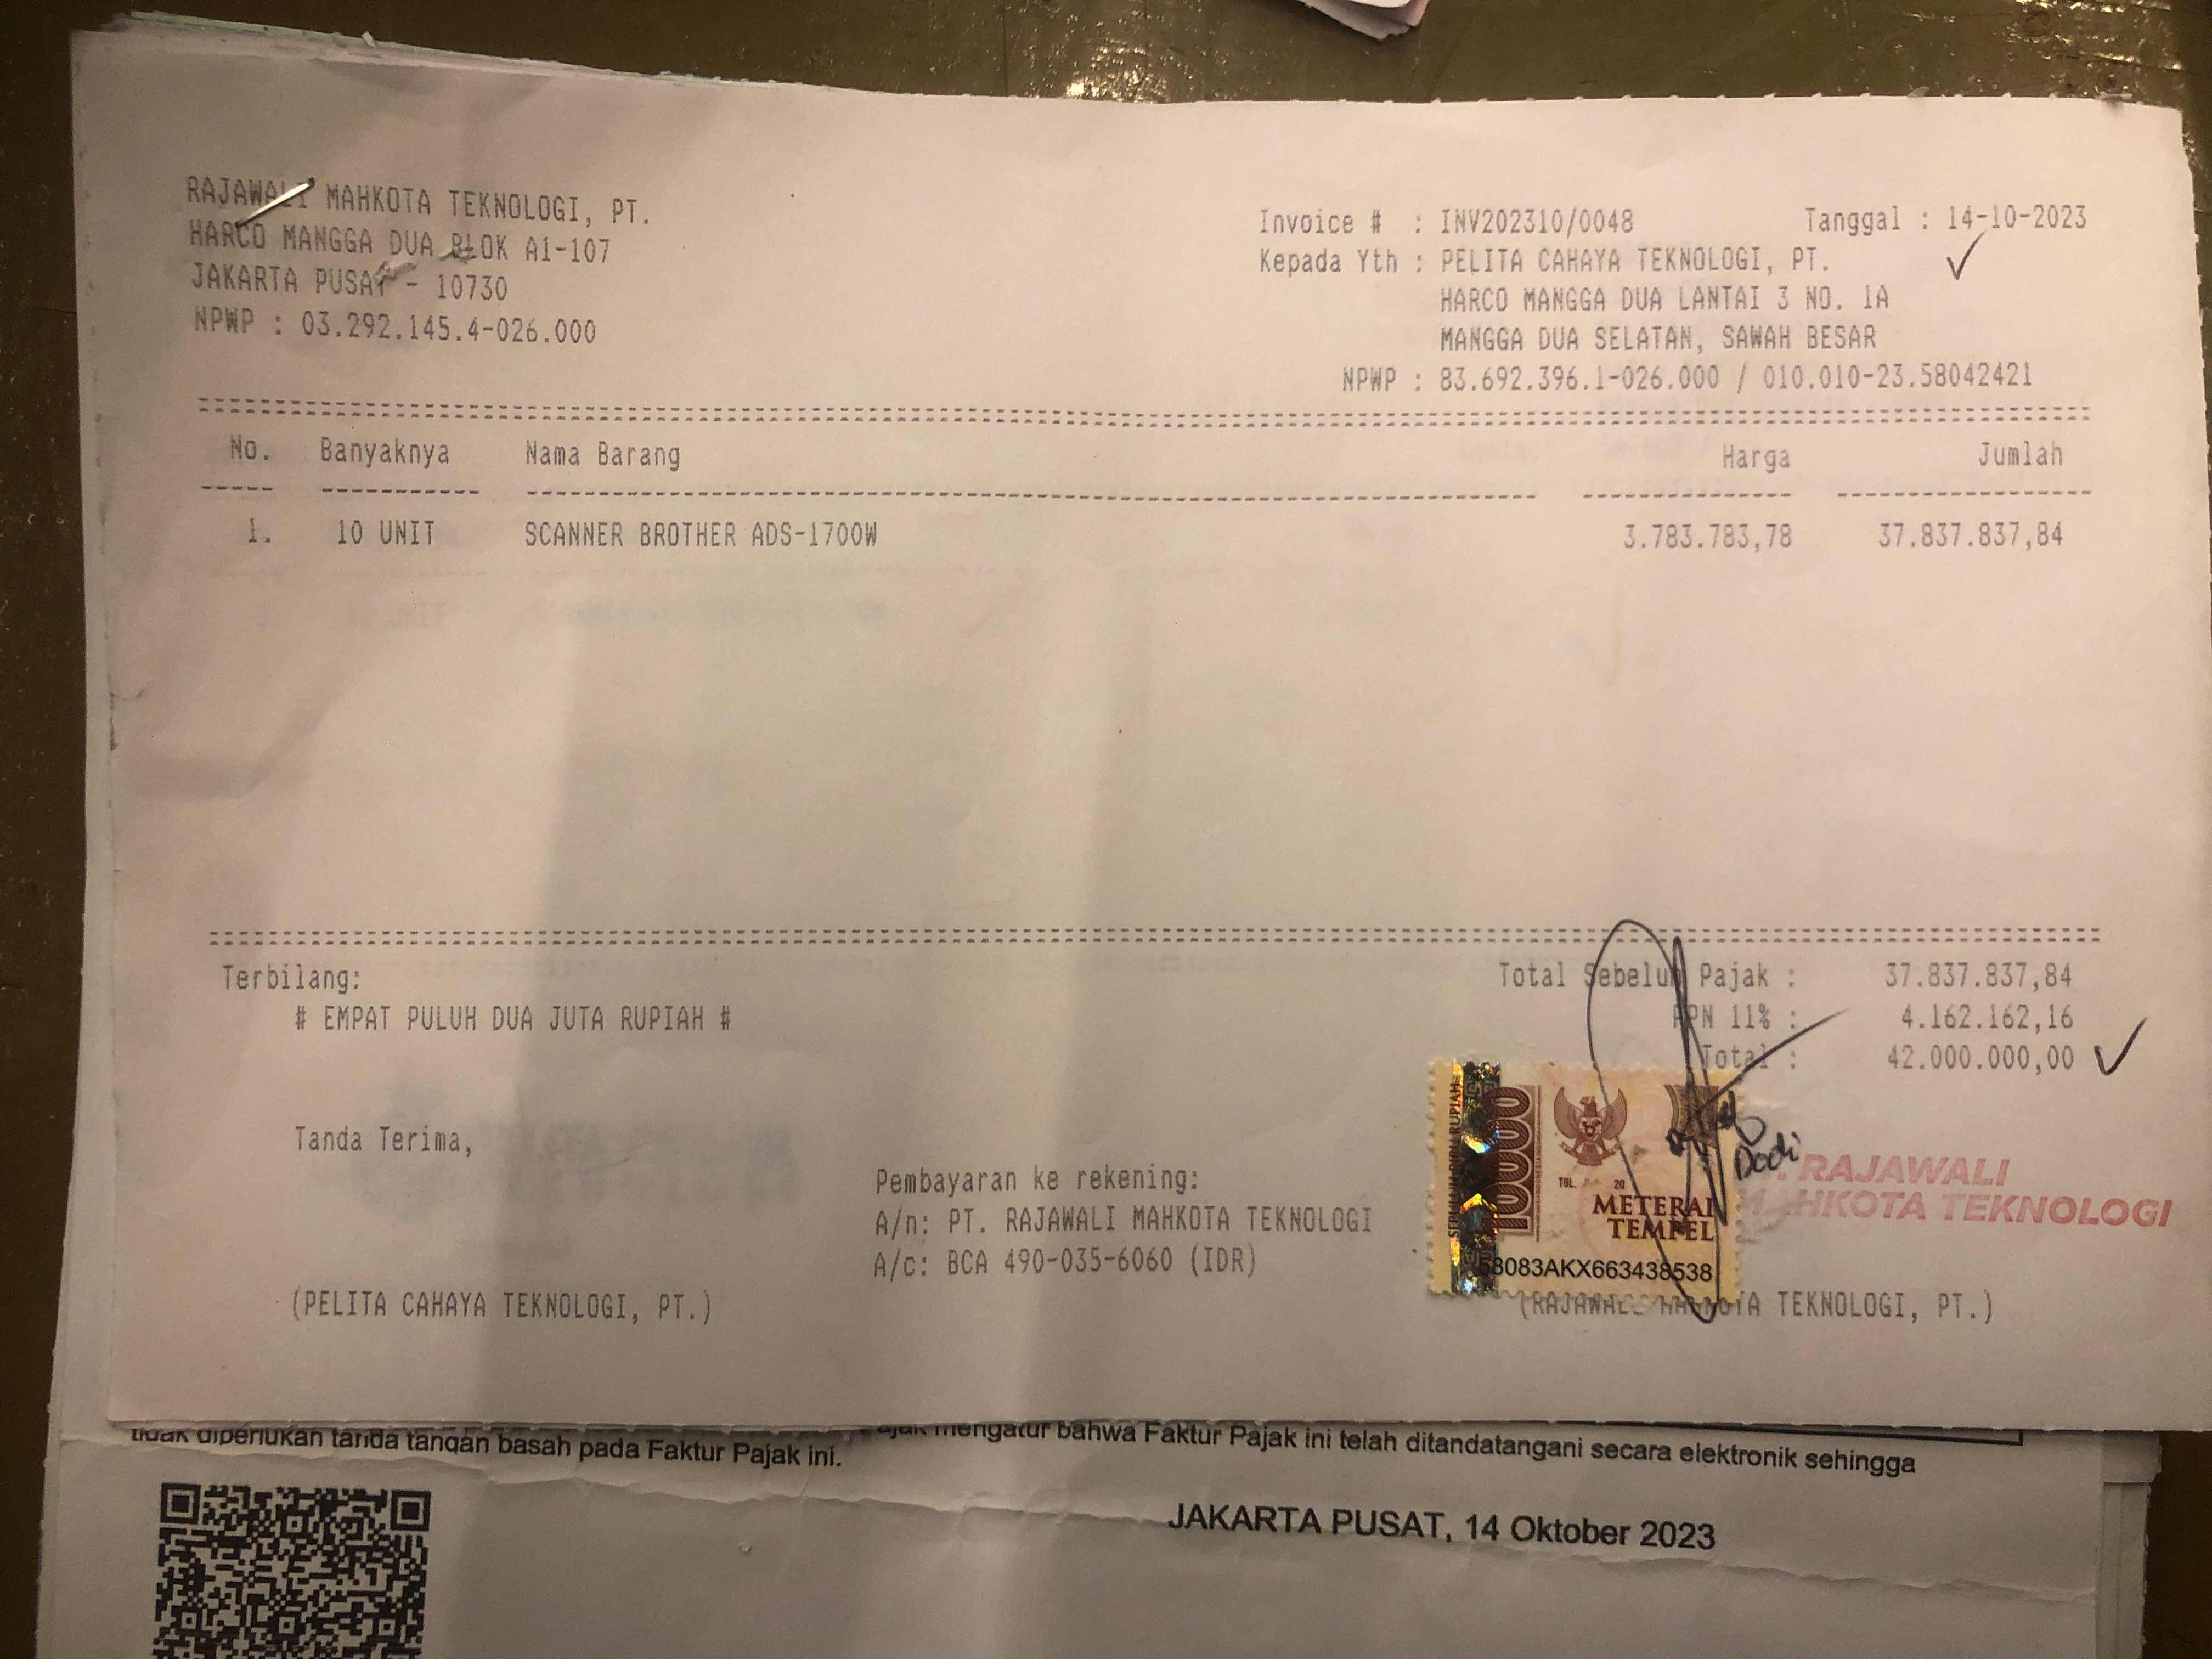 RAJAWALI MAHKOTA TEKNOLOGI, PT.
HARCO MANGGA DUA BLOK A1-107
JAKARTA PUSAT - 10730
NPWP : 03.292.145.4-026.000
Invoice # : INV202310/0048 Tanggal : 14-10-2023
Kepada Yth : PELITA CAHAYA TEKNOLOGI, PT.
HARCO MANGGA DUA LANTAI 3 NO. 1A
MANGGA DUA SELATAN, SAWAH BESAR
NPWP : 83.692.396.1-026.000 / 010.010-23.58042421
No. Banyaknya Nama Barang Harga Jumlah
1. 10 UNIT SCANNER BROTHER ADS-1700W 3.783.783,78 37.837.837,84
Terbilang:
# EMPAT PULUH DUA JUTA RUPIAH #
Total Sebelum Pajak : 37.837.837,84
PPN 11% : 4.162.162,16
Total : 42.000.000,00
Tanda Terima,
(PELITA CAHAYA TEKNOLOGI, PT.)
Pembayaran ke rekening:
A/n: PT. RAJAWALI MAHKOTA TEKNOLOGI
A/c: BCA 490-035-6060 (IDR)
10000
TGL. 20
METERAI
TEMPEL
58083AKX663438538
Dodi
RAJAWALI
MAHKOTA TEKNOLOGI
(RAJAWALI MAHKOTA TEKNOLOGI, PT.)
mengatur bahwa Faktur Pajak ini telah ditandatangani secara elektronik sehingga
tidak diperlukan tanda tangan basah pada Faktur Pajak ini.
JAKARTA PUSAT, 14 Oktober 2023